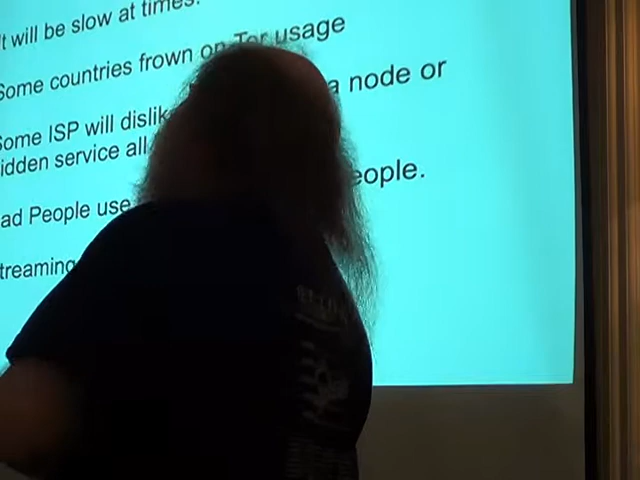 t will be slow at times.
Some countries frown on Tor usage
Some ISP will dislik a node or
idden service all
ad People use eople.
treaming